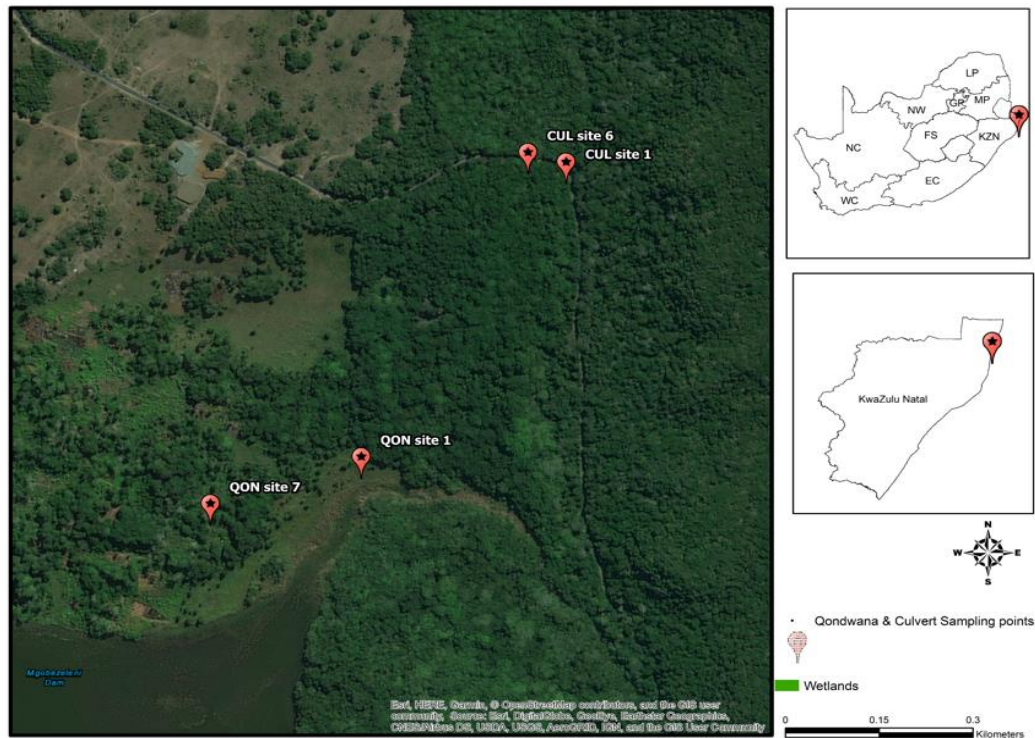 CUL site 6
CUL site 1
QON site 1
QON site 7
Mgobezeleni
Dam
Esri, HERE, Garmin, © OpenStreetMap contributors, and the GIS user
community, Source: Esri, DigitalGlobe, GeoEye, Earthstar Geographics,
CNES/Airbus DS, USDA, USGS, AeroGRID, IGN, and the GIS User Community
LP
NW
GP
MP
FS
KZN
NC
EC
WC
KwaZulu Natal
N
W E
S
Qondwana & Culvert Sampling points
Wetlands
0 0.15 0.3
Kilometers